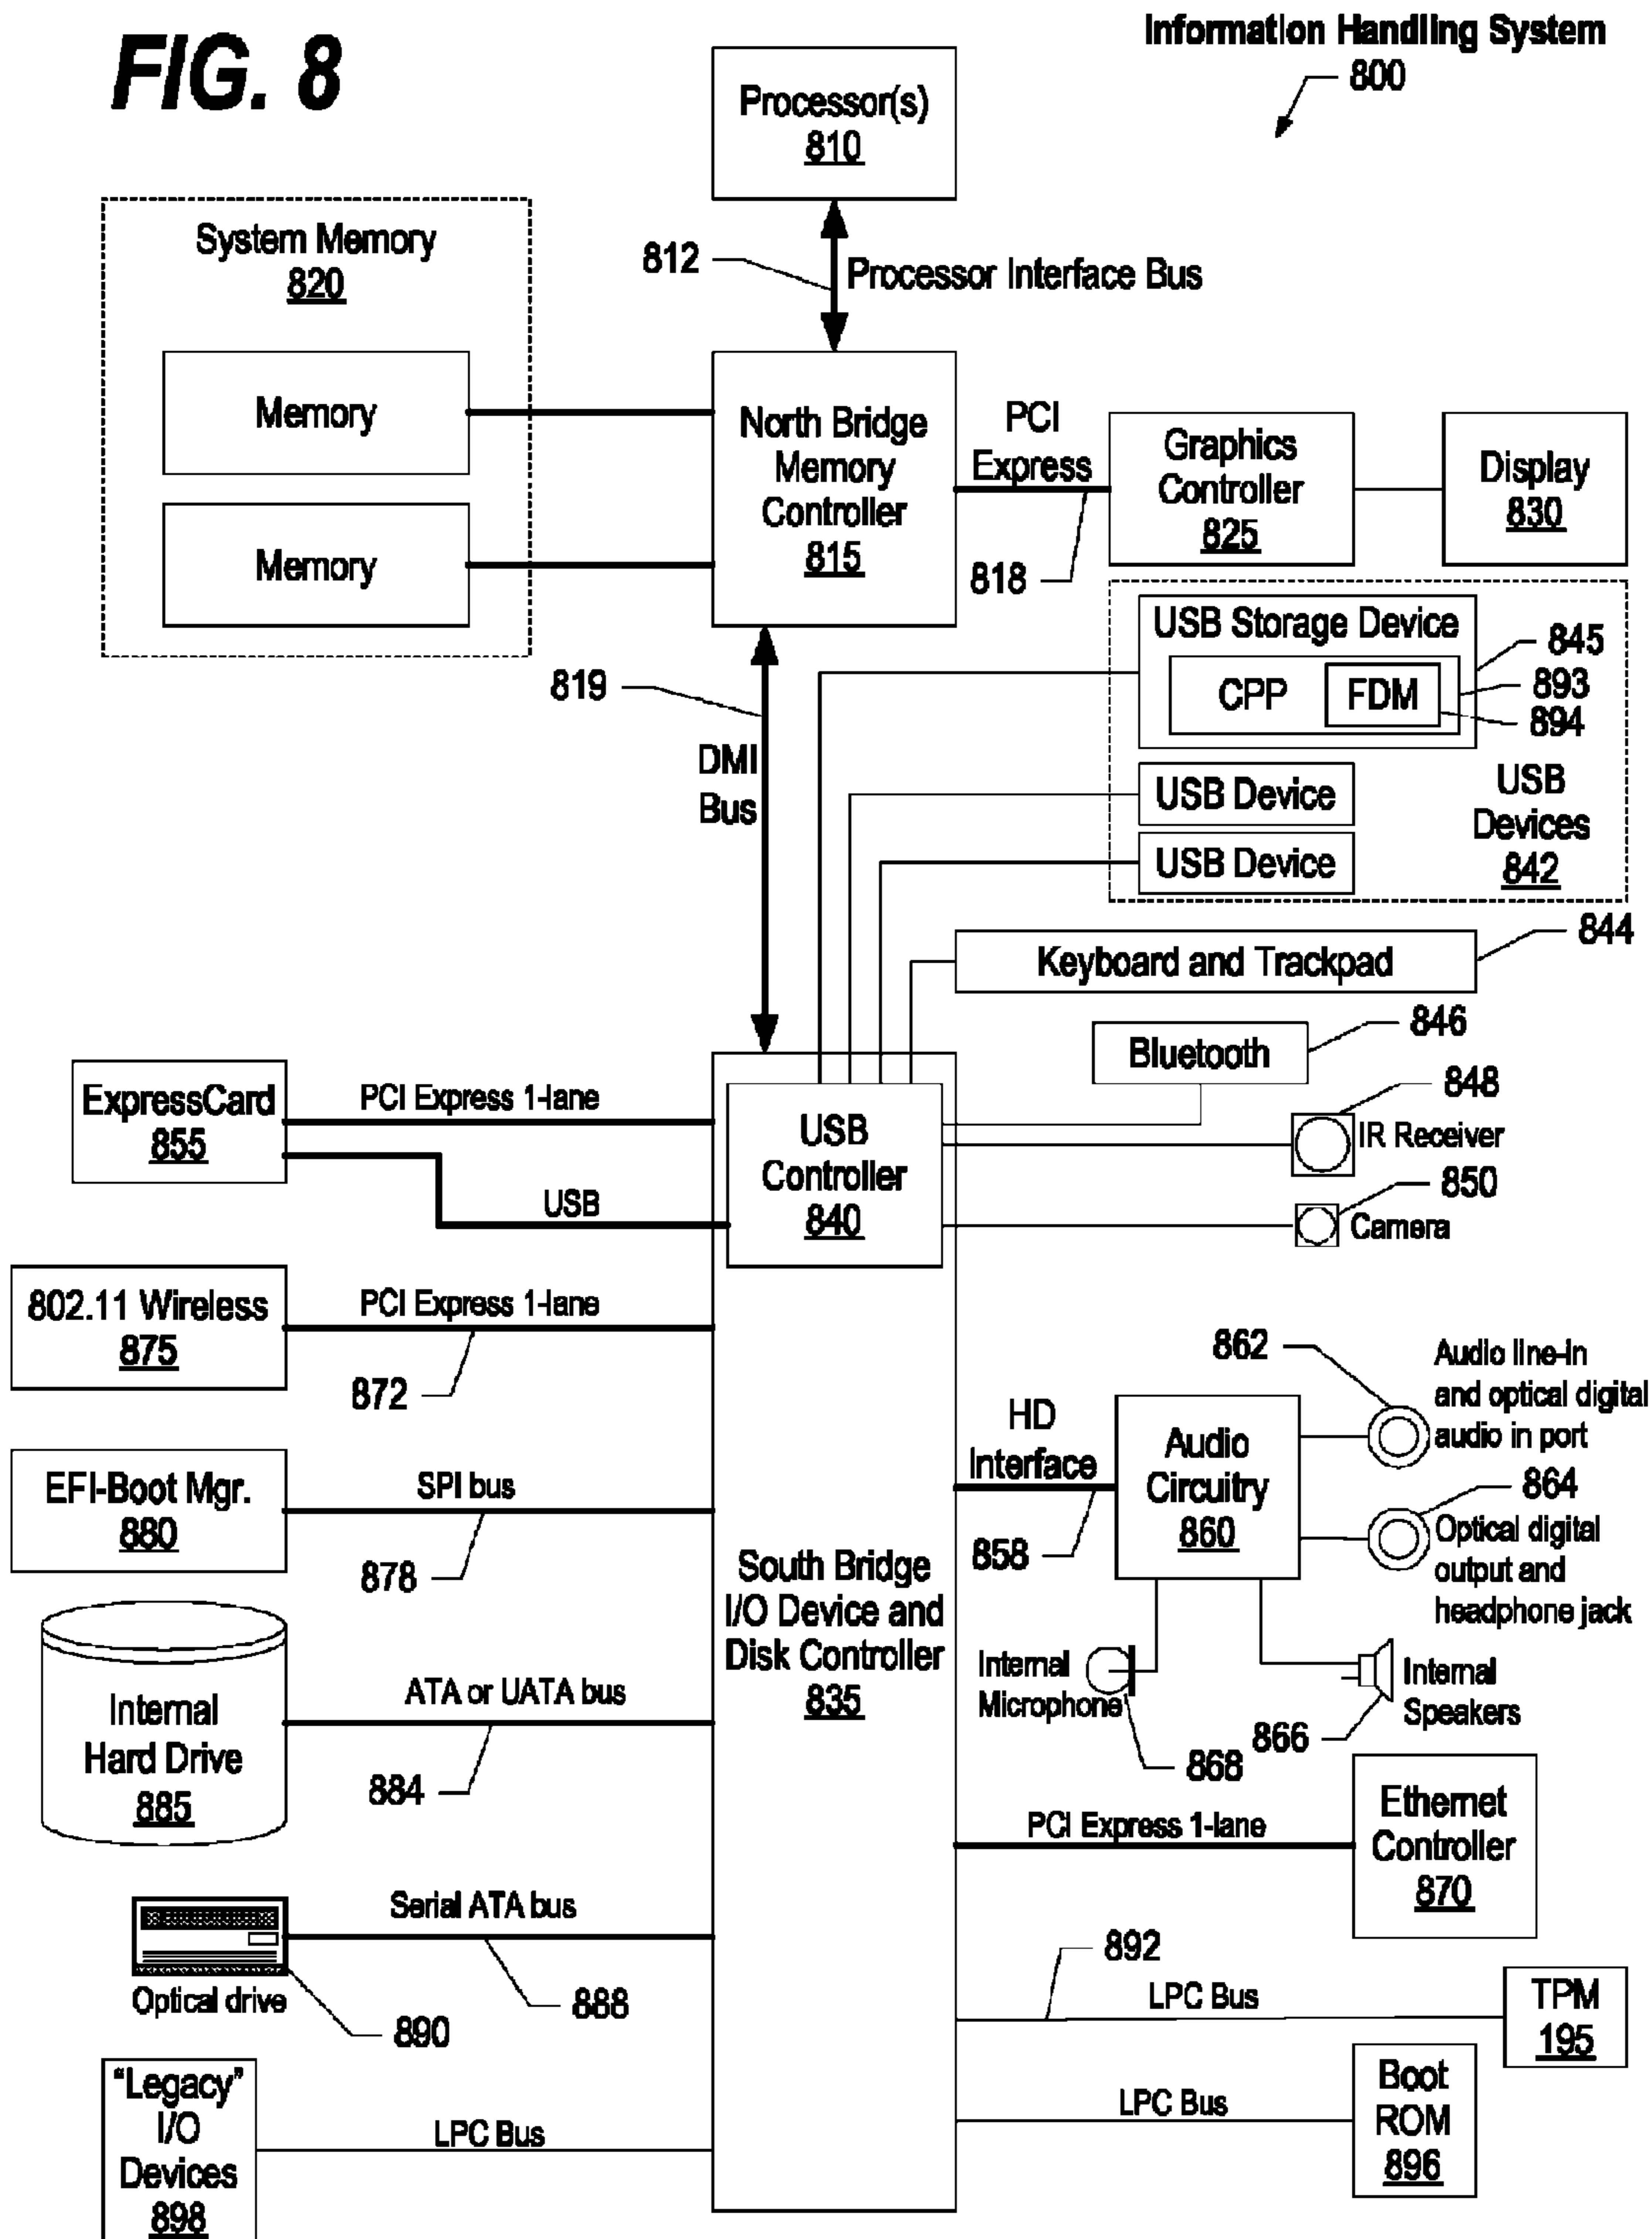 FIG. 8
Information Handling System
800
Processor(s)
810
System Memory
820
812
Processor Interface Bus
Memory
Memory
North Bridge
Memory
Controller
815
PCI
Express
818
Graphics
Controller
825
Display
830
USB Storage Device
845
CPP
FDM
893
894
819
DMI
Bus
USB Device
USB Device
USB
Devices
842
Keyboard and Trackpad
844
Bluetooth
846
ExpressCard
855
PCI Express 1-lane
USB
USB
Controller
840
848
IR Receiver
850
Camera
802.11 Wireless
875
PCI Express 1-lane
872
862
Audio line-in
and optical digital
audio in port
HD
Interface
858
Audio
Circuitry
860
864
Optical digital
output and
headphone jack
EFI-Boot Mgr.
880
SPI bus
878
South Bridge
I/O Device and
Disk Controller
835
Internal
Microphone
868
Internal
Speakers
866
Internal
Hard Drive
885
ATA or UATA bus
884
PCI Express 1-lane
Ethernet
Controller
870
Serial ATA bus
888
Optical drive
890
892
LPC Bus
TPM
195
"Legacy"
I/O
Devices
898
LPC Bus
LPC Bus
Boot
ROM
896